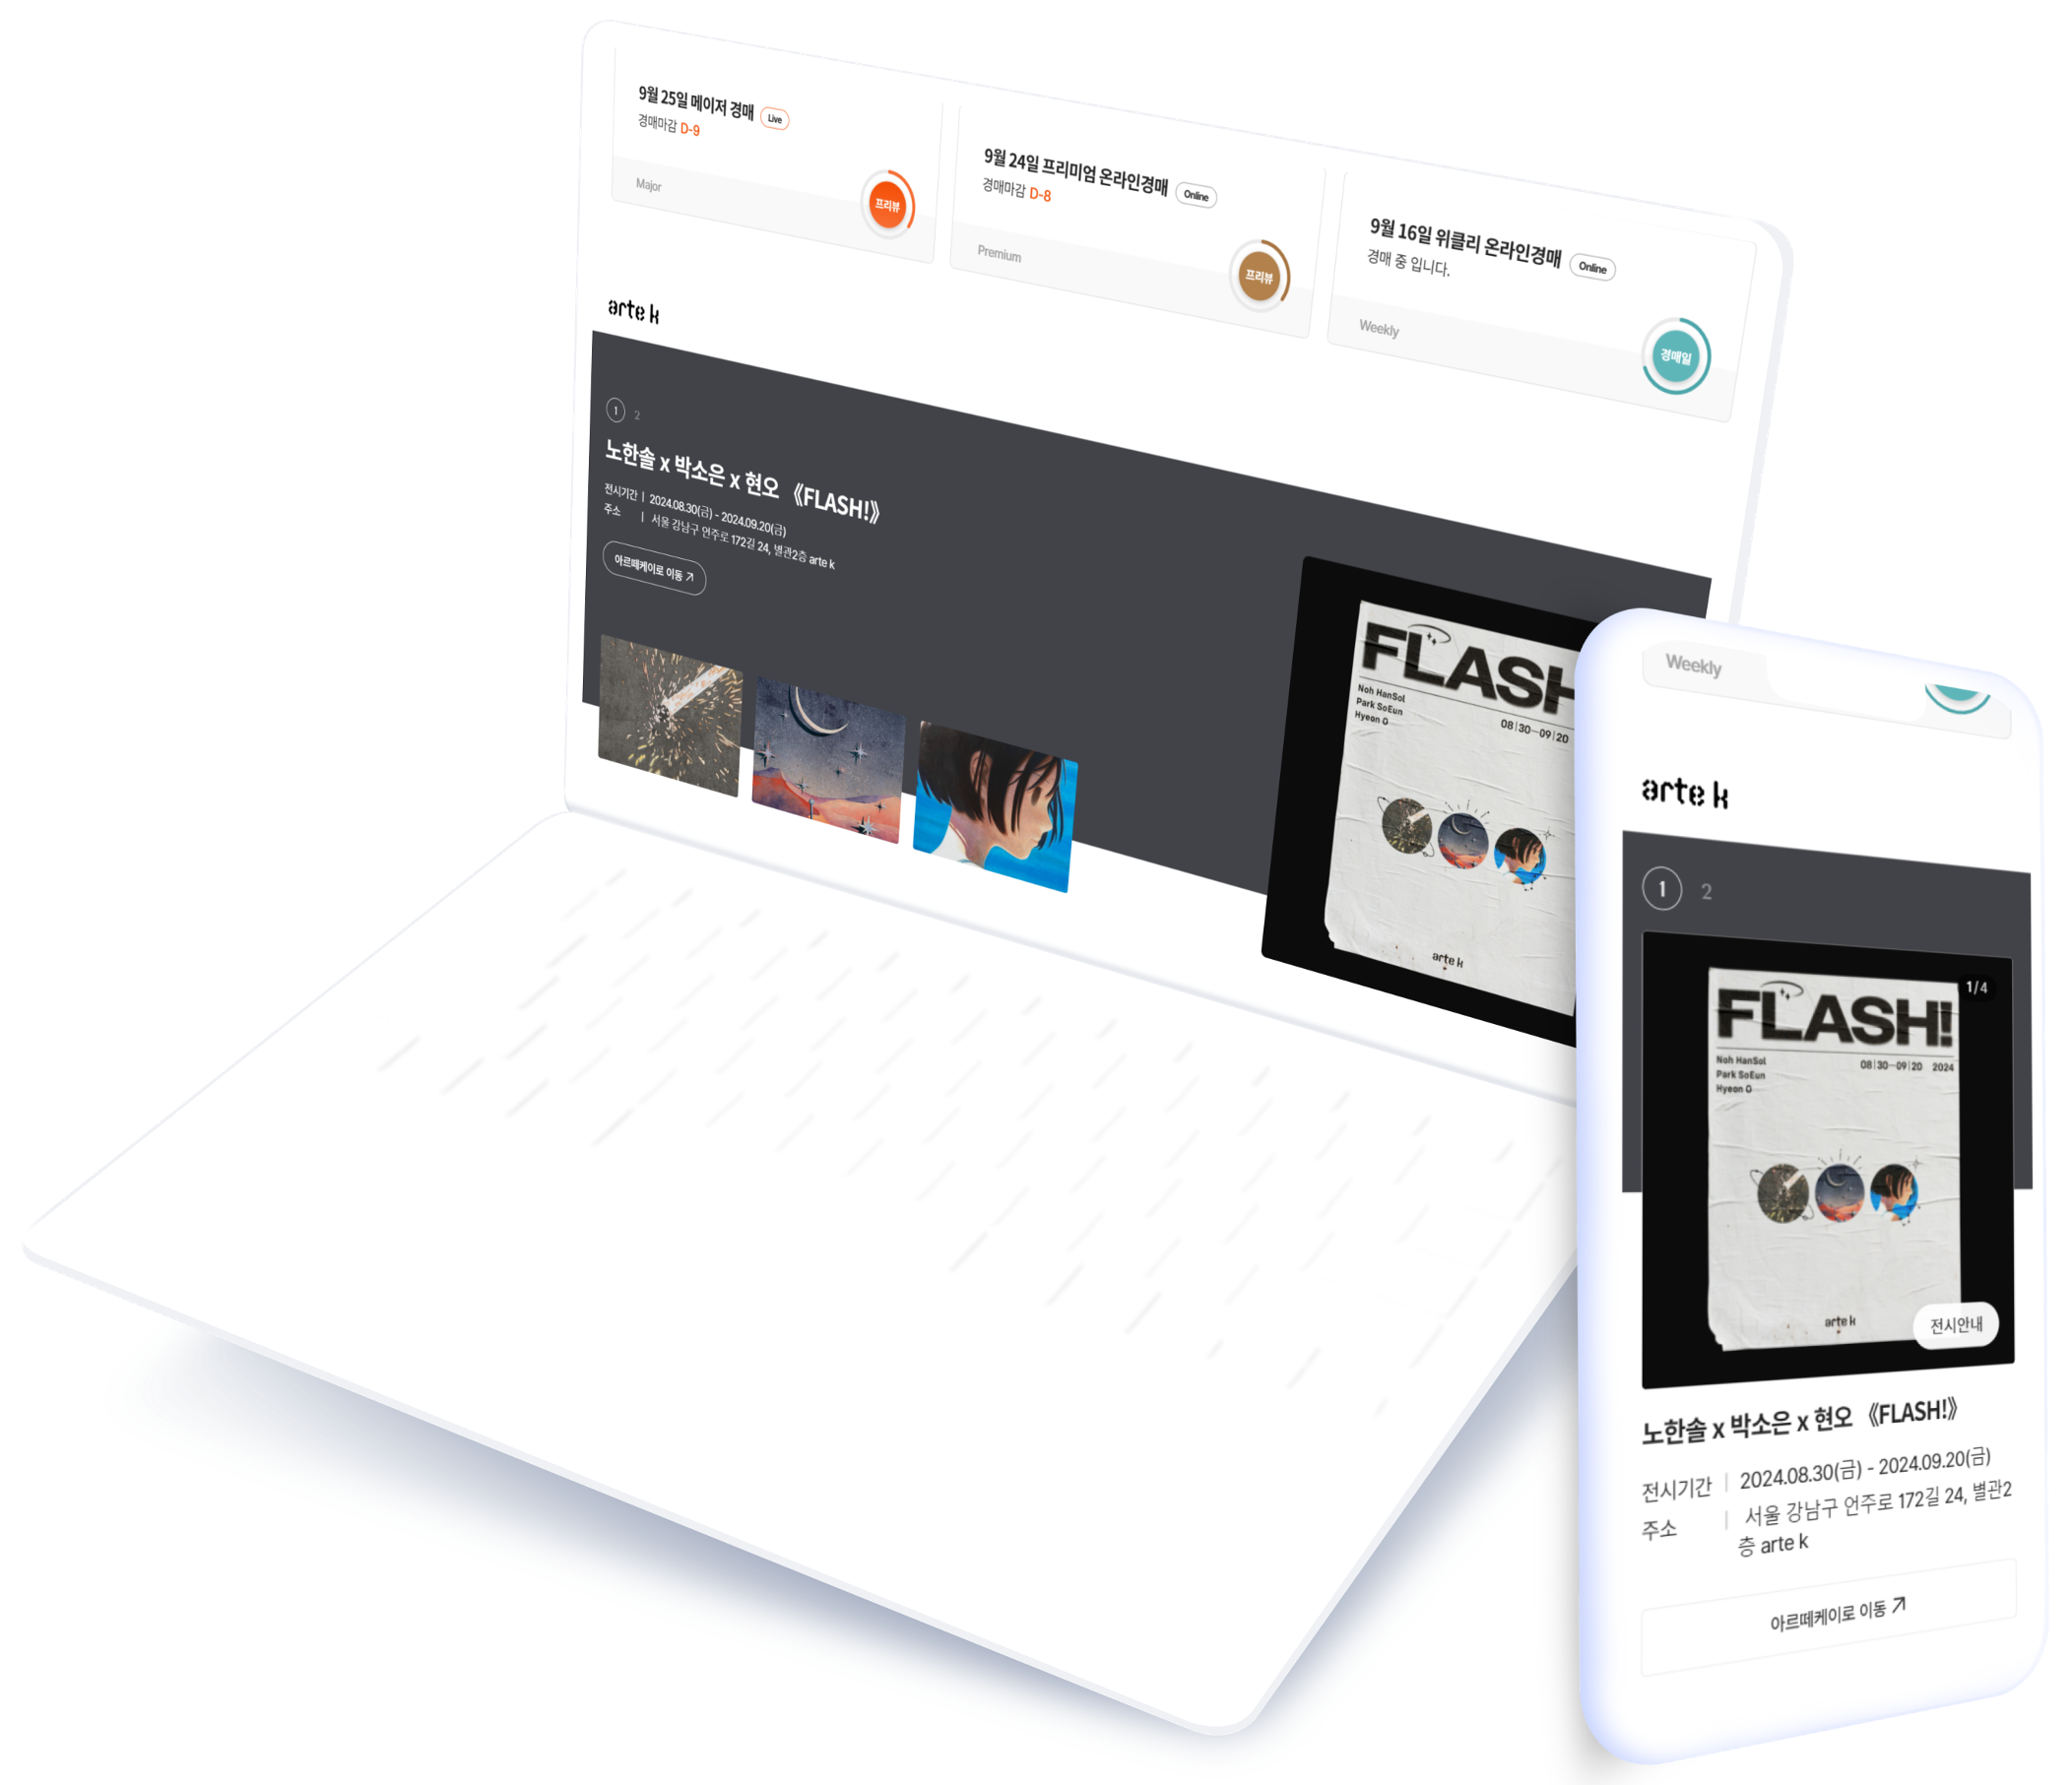 9월 25일 메이저 경매 Live
경매마감 D-9
Major
프리뷰
9월 24일 프리미엄 온라인경매 Online
경매마감 D-8
Premium
프리뷰
9월 16일 위클리 온라인경매 Online
경매 중 입니다.
Weekly
경매일
arte k
1 2
노한솔 x 박소은 x 현오 《FLASH!》
전시기간 | 2024.08.30(금) - 2024.09.20(금)
주소 | 서울 강남구 언주로 172길 24, 별관2층 arte k
아르떼케이로 이동
FLASH
Noh HanSol
Park SoEun
Hyeon O
08|30—09|20
arte k
Weekly
arte k
1 2
1/4
FLASH!
Noh HanSol
Park SoEun
Hyeon O
08|30—09|20 2024
arte k
전시안내
노한솔 x 박소은 x 현오 《FLASH!》
전시기간 | 2024.08.30(금) - 2024.09.20(금)
주소 | 서울 강남구 언주로 172길 24, 별관2
층 arte k
아르떼케이로 이동